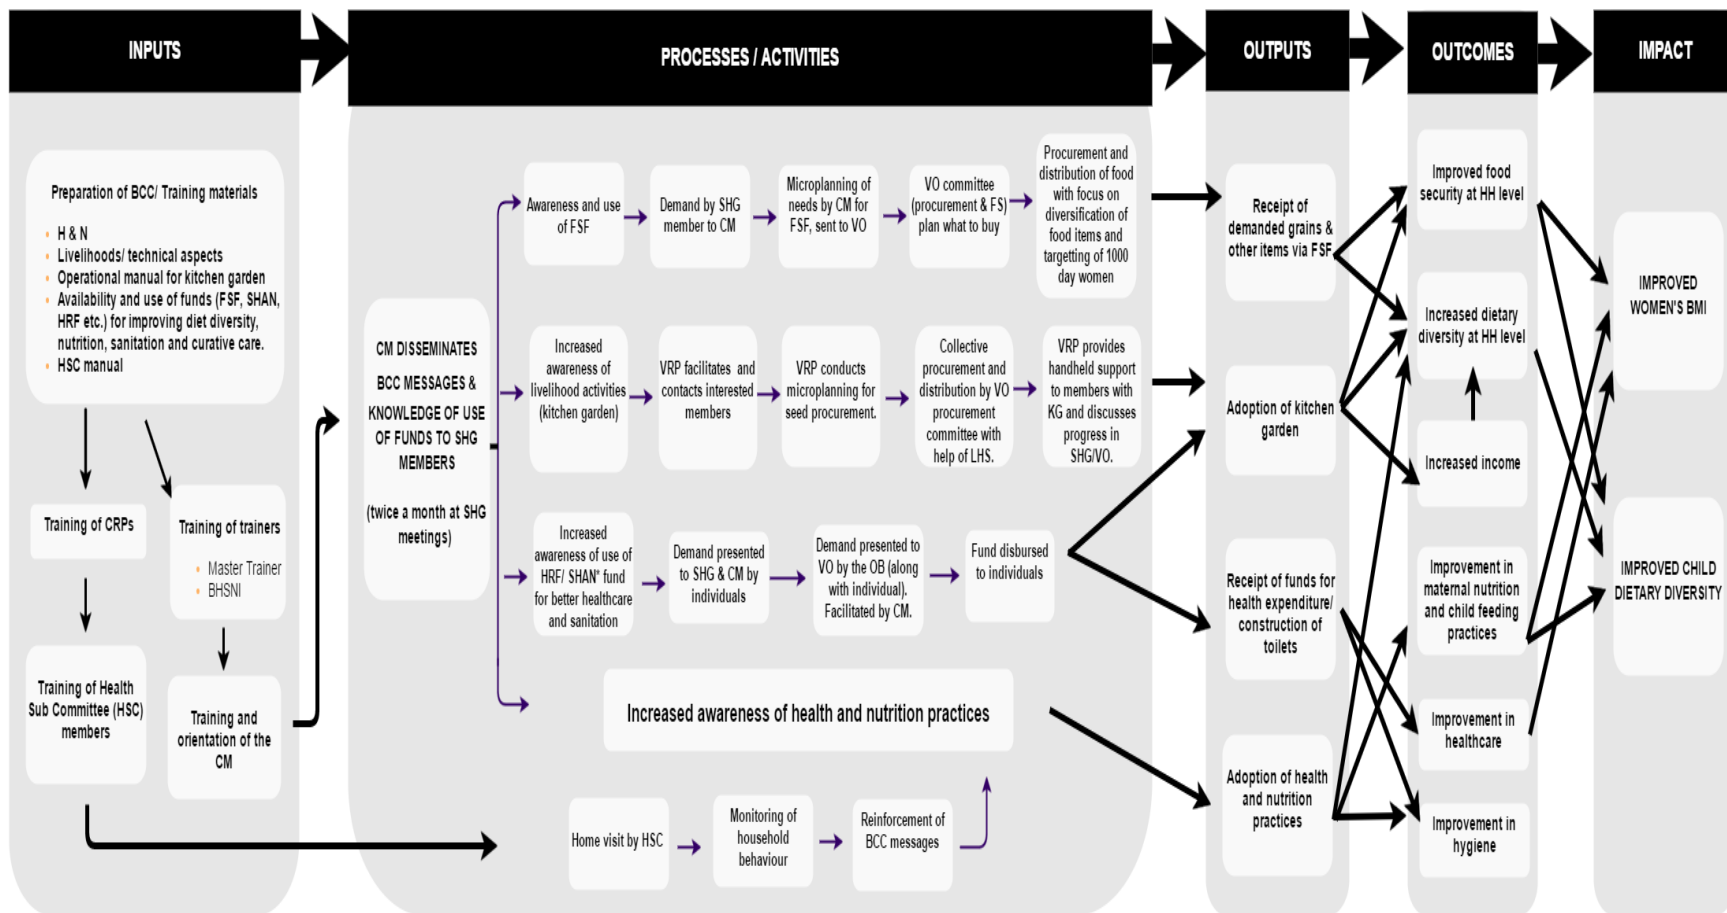 INPUTS
PROCESSES / ACTIVITIES
OUTPUTS
OUTCOMES
IMPACT
Preparation of BCC/ Training materials
H & N
Livelihoods/ technical aspects
Operational manual for kitchen garden
Availability and use of funds (FSF, SHAN,
HRF etc.) for improving diet diversity,
nutrition, sanitation and curative care.
HSC manual
Training of CRPs
Training of trainers
Master Trainer
BHSNI
Training of Health
Sub Committee (HSC)
members
Training and
orientation of the
CM
CM DISSEMINATES
BCC MESSAGES &
KNOWLEDGE OF USE
OF FUNDS TO SHG
MEMBERS
(twice a month at SHG
meetings)
Awareness and use
of FSF
Demand by SHG
member to CM
Microplanning of
needs by CM for
FSF, sent to VO
VO committee
(procurement & FS)
plan what to buy
Procurement and
distribution of food
with focus on
diversification of
food items and
targetting of 1000
day women
Increased
awareness of
livelihood activities
(kitchen garden)
VRP facilitates and
contacts interested
members
VRP conducts
microplanning for
seed procurement.
Collective
procurement and
distribution by VO
procurement
committee with
help of LHS.
VRP provides
handheld support
to members with
KG and discusses
progress in
SHG/VO.
Increased
awareness of use of
HRF/ SHAN* fund
for better healthcare
and sanitation
Demand presented
to SHG & CM by
individuals
Demand presented to
VO by the OB (along
with individual).
Facilitated by CM.
Fund disbursed
to individuals
Increased awareness of health and nutrition practices
Home visit by HSC
Monitoring of
household
behaviour
Reinforcement of
BCC messages
Receipt of
demanded grains &
other items via FSF
Adoption of kitchen
garden
Receipt of funds for
health expenditure/
construction of
toilets
Adoption of health
and nutrition
practices
Improved food
security at HH level
Increased dietary
diversity at HH level
Increased income
Improvement in
maternal nutrition
and child feeding
practices
Improvement in
healthcare
Improvement in
hygiene
IMPROVED
WOMEN'S BMI
IMPROVED CHILD
DIETARY DIVERSITY